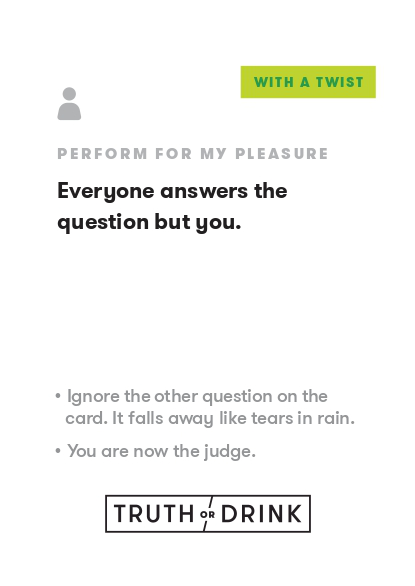 WITH A TWIST
PERFORM FOR MY PLEASURE
Everyone answers the
question but you.
• Ignore the other question on the
card. It falls away like tears in rain.
• You are now the judge.
TRUTH OR DRINK